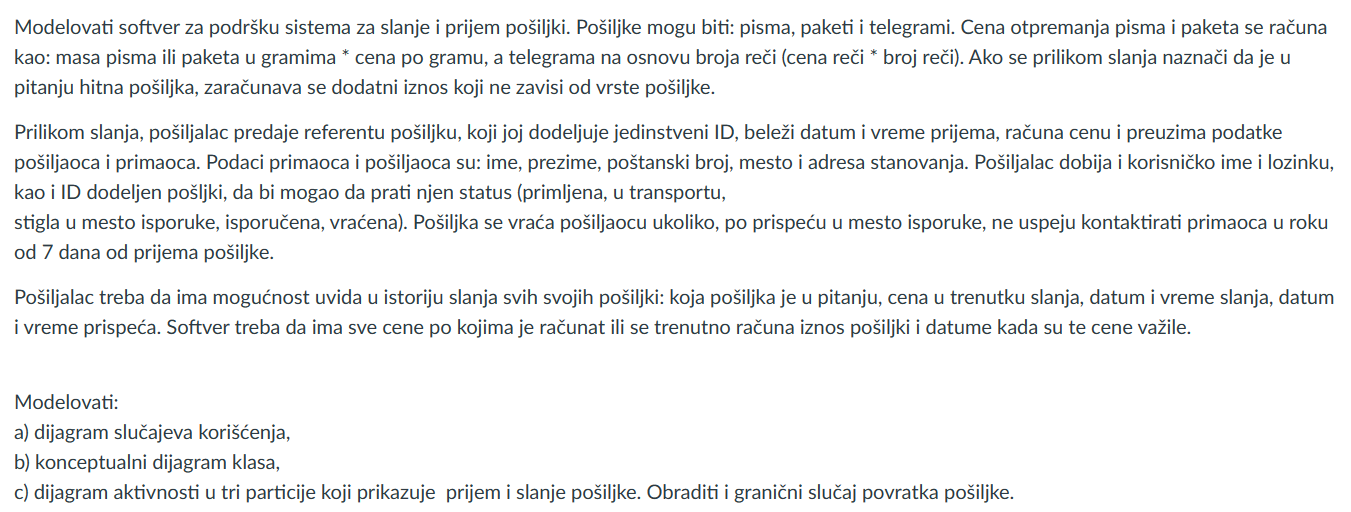 Modelovati softver za podršku sistema za slanje i prijem pošiljki. Pošiljke mogu biti: pisma, paketi i telegrami. Cena otpremanja pisma i paketa se računa
kao: masa pisma ili paketa u gramima * cena po gramu, a telegrama na osnovu broja reči (cena reči * broj reči). Ako se prilikom slanja naznači da je u
pitanju hitna pošiljka, zaračunava se dodatni iznos koji ne zavisi od vrste pošiljke.
Prilikom slanja, pošiljalac predaje referentu pošiljku, koji joj dodeljuje jedinstveni ID, beleži datum i vreme prijema, računa cenu i preuzima podatke
pošiljaoca i primaoca. Podaci primaoca i pošiljaoca su: ime, prezime, poštanski broj, mesto i adresa stanovanja. Pošiljalac dobija i korisničko ime i lozinku,
kao i ID dodeljen pošljki, da bi mogao da prati njen status (primljena, u transportu,
stigla u mesto isporuke, isporučena, vraćena). Pošiljka se vraća pošiljaocu ukoliko, po prispeću u mesto isporuke, ne uspeju kontaktirati primaoca u roku
od 7 dana od prijema pošiljke.
Pošiljalac treba da ima mogućnost uvida u istoriju slanja svih svojih pošiljki: koja pošiljka je u pitanju, cena u trenutku slanja, datum i vreme slanja, datum
i vreme prispeća. Softver treba da ima sve cene po kojima je računat ili se trenutno računa iznos pošiljki i datume kada su te cene važile.
Modelovati:
a) dijagram slučajeva korišćenja,
b) konceptualni dijagram klasa,
c) dijagram aktivnosti u tri particije koji prikazuje prijem i slanje pošiljke. Obraditi i granični slučaj povratka pošiljke.